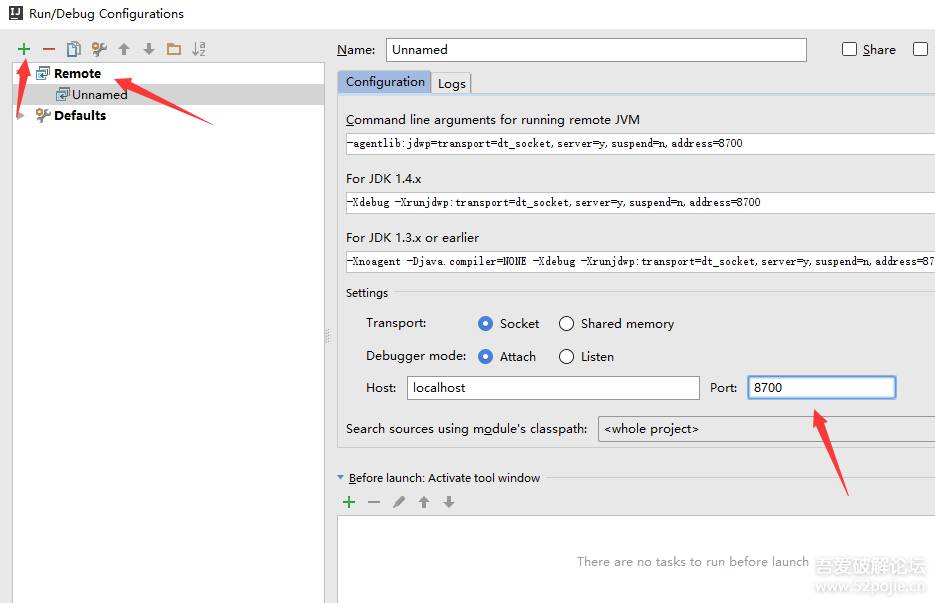 Run/Debug Configurations
Name: Unnamed Share
Remote
Unnamed
Defaults
Configuration Logs
Command line arguments for running remote JVM
-agentlib:jdwp=transport=dt_socket,server=y,suspend=n,address=8700
For JDK 1.4.x
-Xdebug -Xrunjdwp:transport=dt_socket,server=y,suspend=n,address=8700
For JDK 1.3.x or earlier
-Xnoagent -Djava.compiler=NONE -Xdebug -Xrunjdwp:transport=dt_socket,server=y,suspend=n,address=87
Settings
Transport: Socket Shared memory
Debugger mode: Attach Listen
Host: localhost Port: 8700
Search sources using module's classpath: <whole project>
Before launch: Activate tool window
There are no tasks to run before launch
吾爱破解论坛
www.52pojie.cn